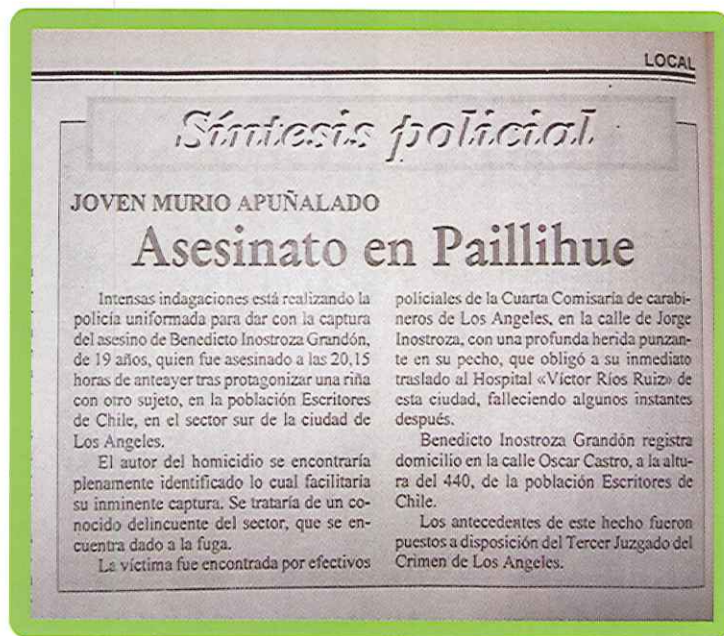 LOCAL
Síntesis policial
JOVEN MURIO APUÑALADO
Asesinato en Paillihue
Intensas indagaciones está realizando la
policía uniformada para dar con la captura
del asesino de Benedicto Inostroza Grandón,
de 19 años, quien fue asesinado a las 20,15
horas de anteayer tras protagonizar una riña
con otro sujeto, en la población Escritores
de Chile, en el sector sur de la ciudad de
Los Angeles.
El autor del homicidio se encontraría
plenamente identificado lo cual facilitaria
su inminente captura. Se trataría de un co-
nocido delincuente del sector, que se en-
cuentra dado a la fuga.
La víctima fue encontrada por efectivos
policiales de la Cuarta Comisaría de carabi-
neros de Los Angeles, en la calle de Jorge
Inostroza, con una profunda herida punzan-
te en su pecho, que obligó a su inmediato
traslado al Hospital «Víctor Ríos Ruiz» de
esta ciudad, falleciendo algunos instantes
después.
Benedicto Inostroza Grandón registra
domicilio en la calle Oscar Castro, a la altu-
ra del 440, de la población Escritores de
Chile.
Los antecedentes de este hecho fueron
puestos a disposición del Tercer Juzgado del
Crimen de Los Angeles.